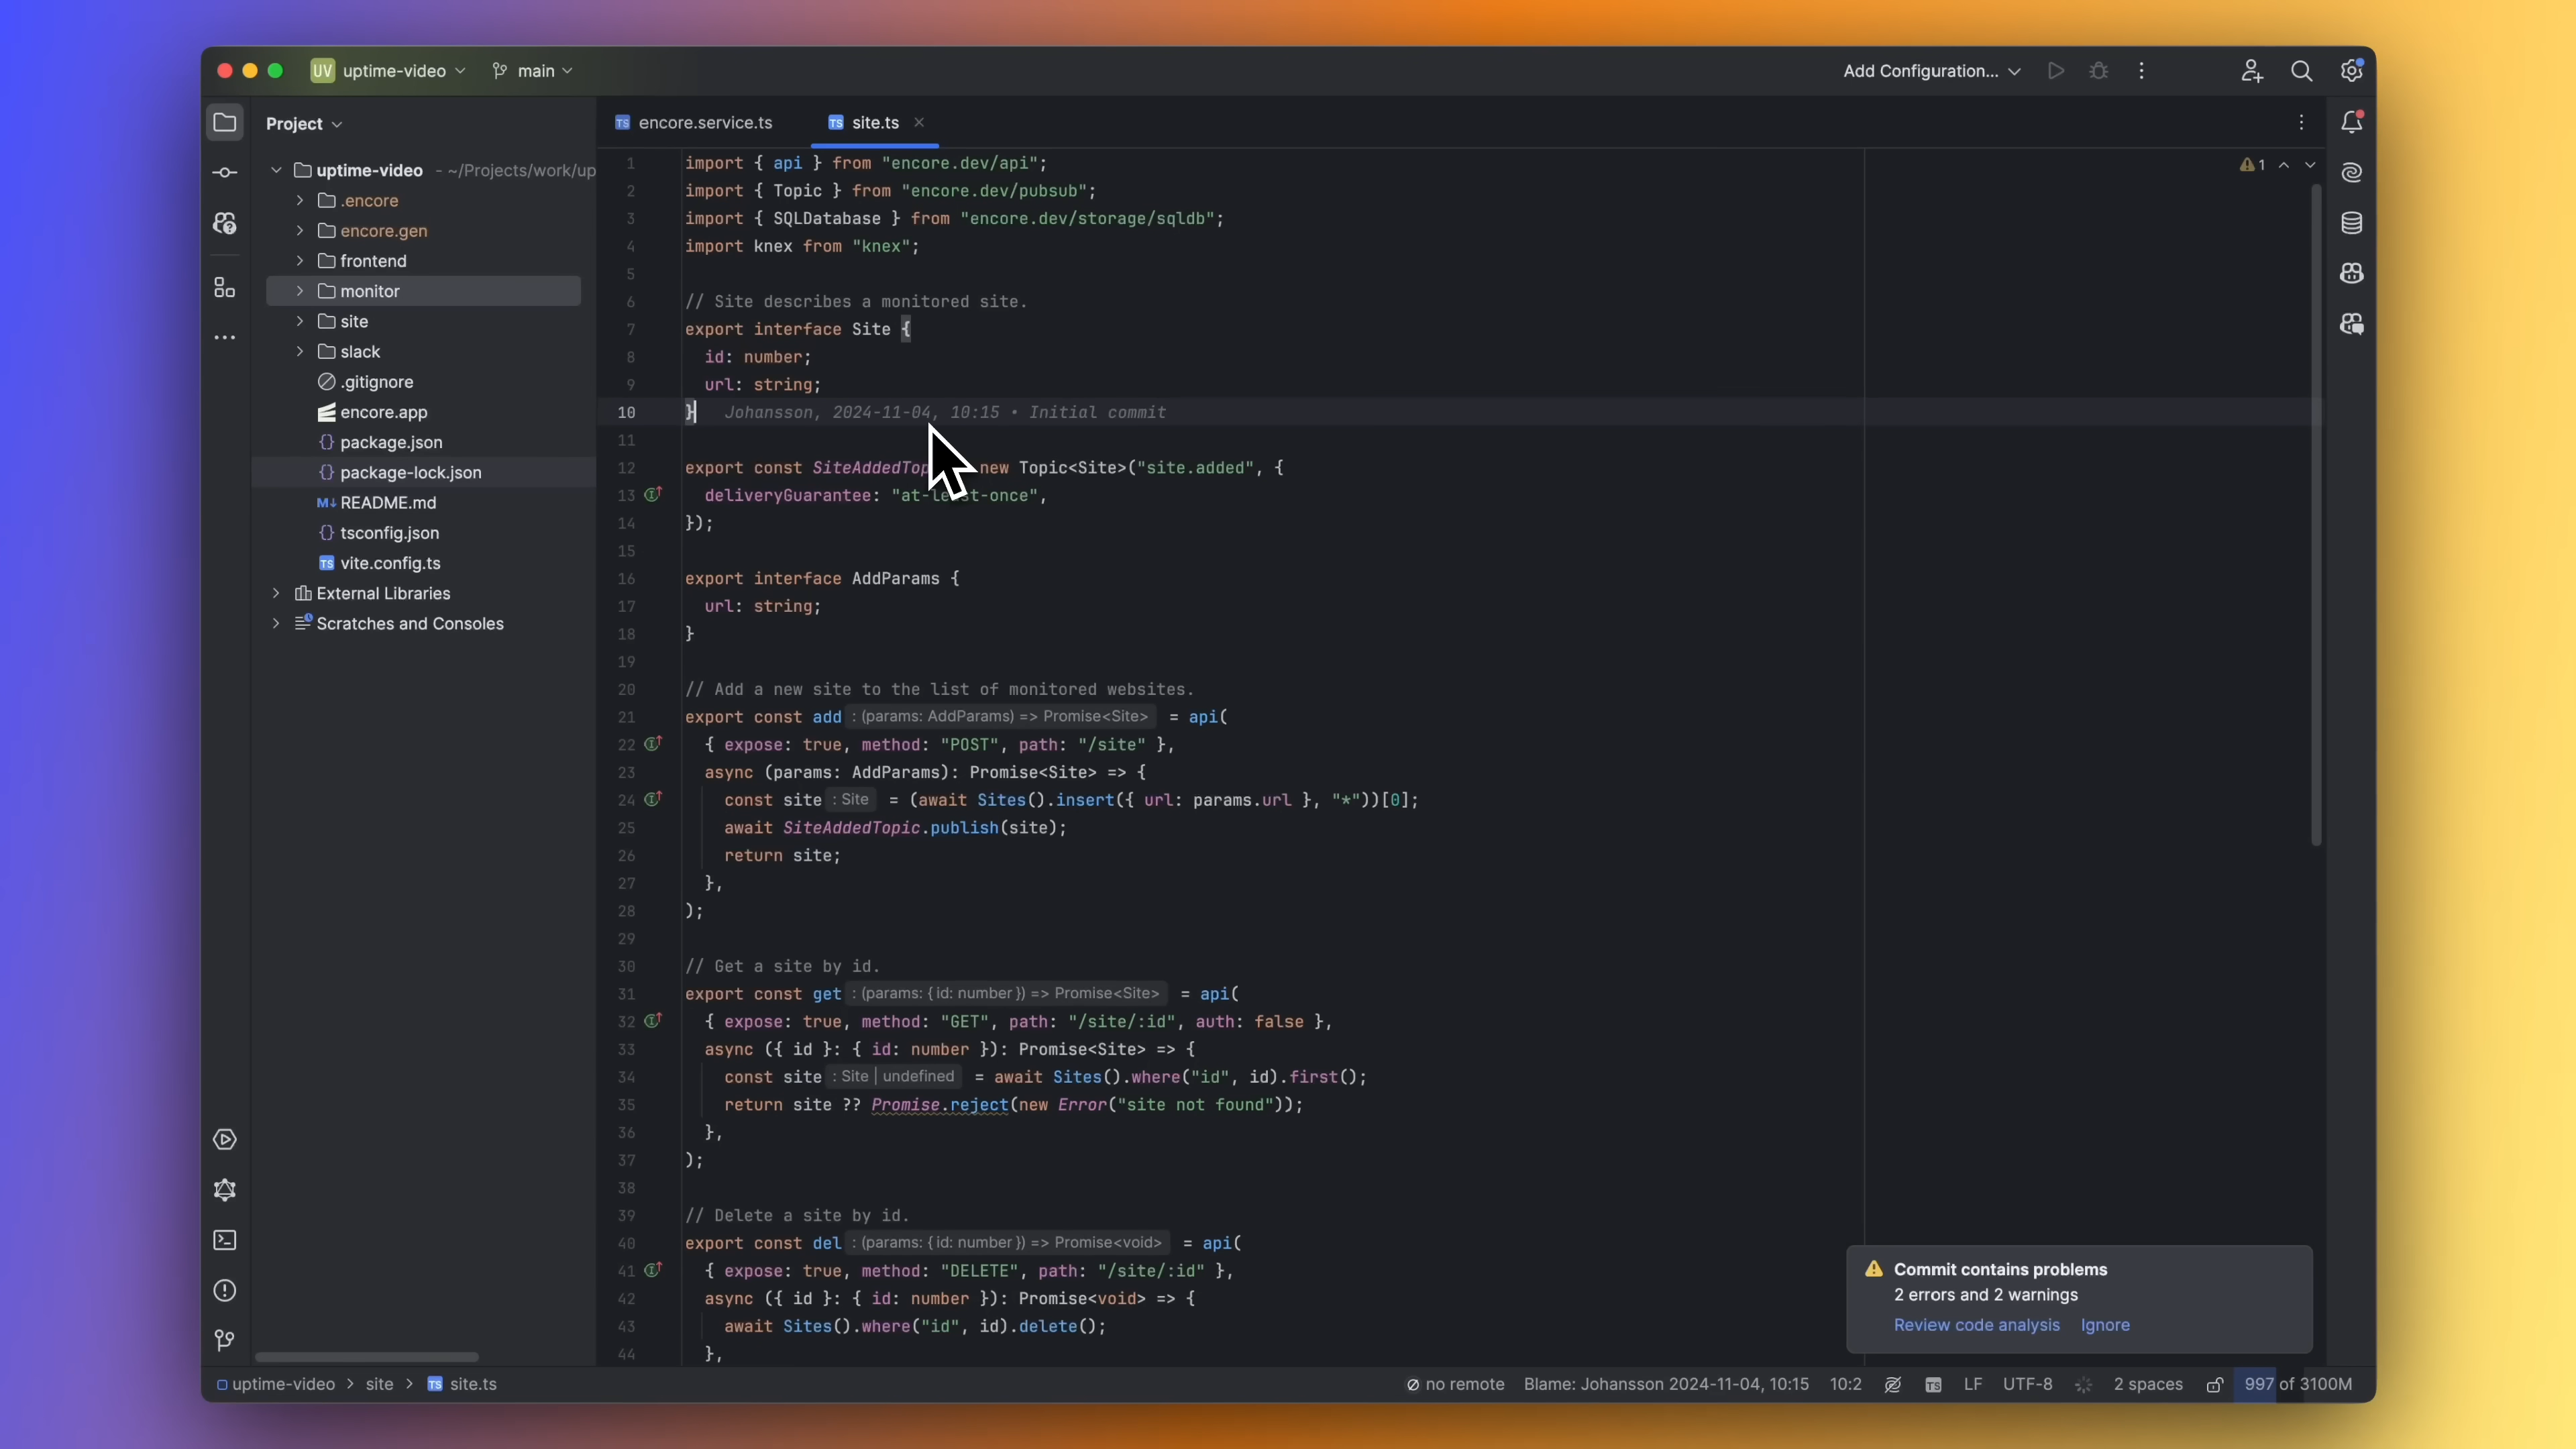 UV uptime-video main
Add Configuration...
Project
uptime-video - ~/Projects/work/up
.encore
encore.gen
frontend
monitor
site
slack
.gitignore
encore.app
{} package.json
{} package-lock.json
M↓ README.md
{} tsconfig.json
TS vite.config.ts
External Libraries
Scratches and Consoles
TS encore.service.ts
TS site.ts
1
1 import { api } from "encore.dev/api";
2 import { Topic } from "encore.dev/pubsub";
3 import { SQLDatabase } from "encore.dev/storage/sqldb";
4 import knex from "knex";
5
6 // Site describes a monitored site.
7 export interface Site {
8 id: number;
9 url: string;
10 } Johansson, 2024-11-04, 10:15 • Initial commit
11
12 export const SiteAddedTop new Topic<Site>("site.added", {
13 deliveryGuarantee: "at-least-once",
14 });
15
16 export interface AddParams {
17 url: string;
18 }
19
20 // Add a new site to the list of monitored websites.
21 export const add : (params: AddParams) => Promise<Site> = api(
22 { expose: true, method: "POST", path: "/site" },
23 async (params: AddParams): Promise<Site> => {
24 const site : Site = (await Sites().insert({ url: params.url }, "*"))[0];
25 await SiteAddedTopic.publish(site);
26 return site;
27 },
28 );
29
30 // Get a site by id.
31 export const get : (params: {id: number}) => Promise<Site> = api(
32 { expose: true, method: "GET", path: "/site/:id", auth: false },
33 async ({ id }: { id: number }): Promise<Site> => {
34 const site : Site | undefined = await Sites().where("id", id).first();
35 return site ?? Promise.reject(new Error("site not found"));
36 },
37 );
38
39 // Delete a site by id.
40 export const del : (params: {id: number}) => Promise<void> = api(
41 { expose: true, method: "DELETE", path: "/site/:id" },
42 async ({ id }: { id: number }): Promise<void> => {
43 await Sites().where("id", id).delete();
44 },
Commit contains problems
2 errors and 2 warnings
Review code analysis Ignore
uptime-video > site > TS site.ts
no remote Blame: Johansson 2024-11-04, 10:15 10:2 TS LF UTF-8 2 spaces 997 of 3100M